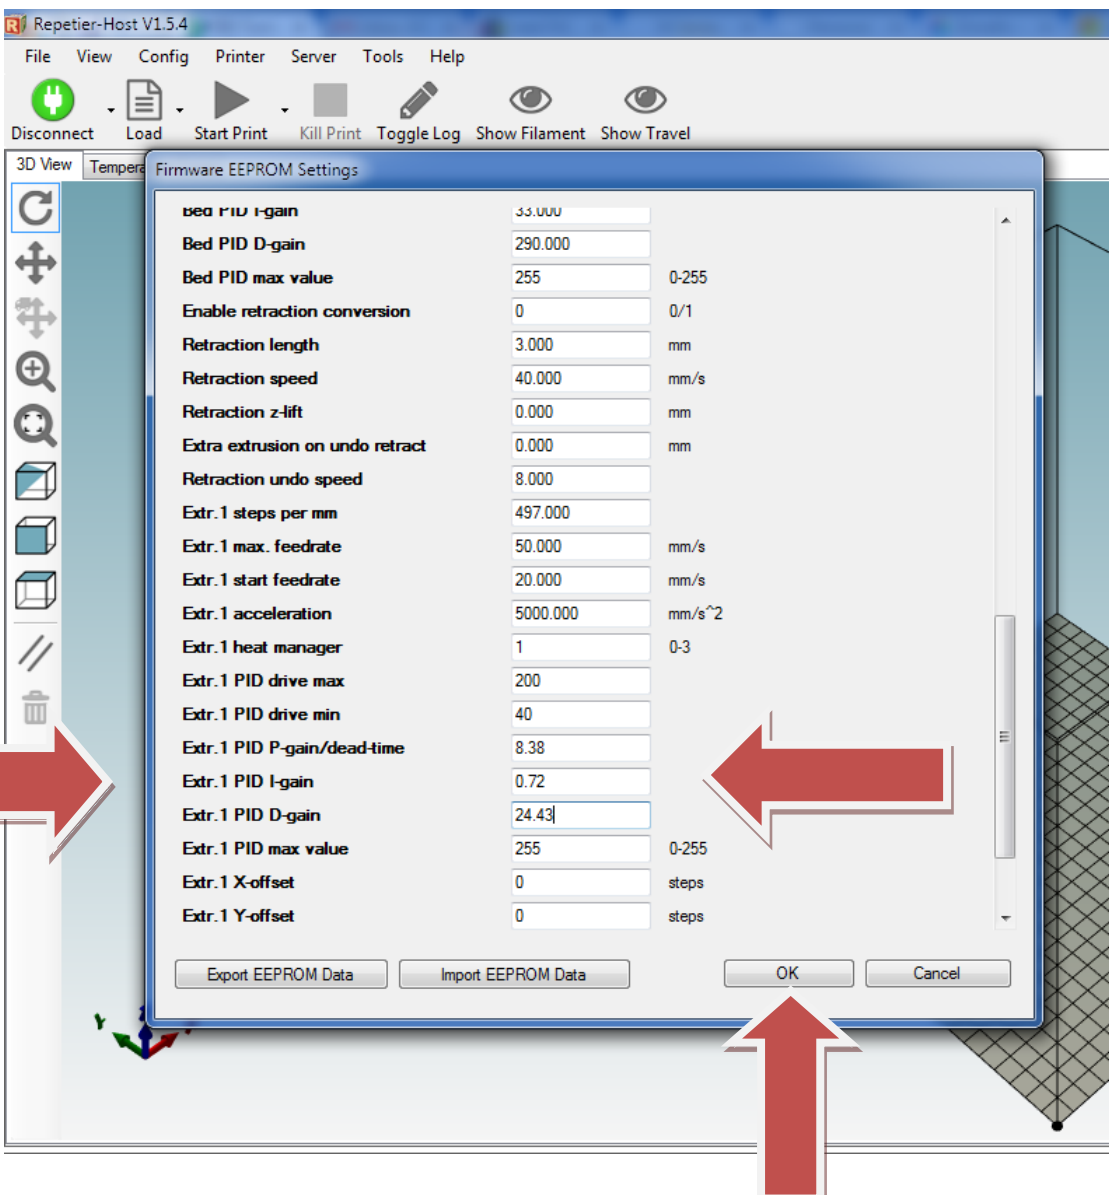 Repetier-Host V1.5.4
File View Config Printer Server Tools Help
Disconnect Load Start Print Kill Print Toggle Log Show Filament Show Travel
3D View Tempera
Firmware EEPROM Settings
Bed PID I-gain 33.000
Bed PID D-gain 290.000
Bed PID max value 255 0-255
Enable retraction conversion 0 0/1
Retraction length 3.000 mm
Retraction speed 40.000 mm/s
Retraction z-lift 0.000 mm
Extra extrusion on undo retract 0.000 mm
Retraction undo speed 8.000
Extr.1 steps per mm 497.000
Extr.1 max. feedrate 50.000 mm/s
Extr.1 start feedrate 20.000 mm/s
Extr.1 acceleration 5000.000 mm/s^2
Extr.1 heat manager 1 0-3
Extr.1 PID drive max 200
Extr.1 PID drive min 40
Extr.1 PID P-gain/dead-time 8.38
Extr.1 PID I-gain 0.72
Extr.1 PID D-gain 24.43
Extr.1 PID max value 255 0-255
Extr.1 X-offset 0 steps
Extr.1 Y-offset 0 steps
Export EEPROM Data Import EEPROM Data OK Cancel